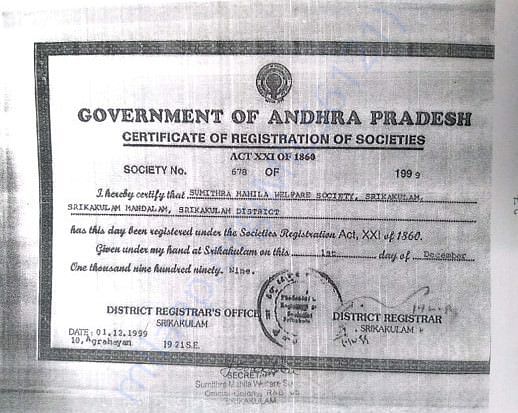 GOVERNMENT OF ANDHRA PRADESH
CERTIFICATE OF REGISTRATION OF SOCIETIES
ACT XXI OF 1860
SOCIETY No. 678 OF 1999
I hereby certify that SUMITHRA MAHILA WELFARE SOCIETY, SRIKAKULAM,
SRIKAKULAM MANDALAM, SRIKAKULAM DISTRICT
has this day been registered under the Societies Registration Act, XXI of 1860.
Given under my hand at Srikakulam on this 1st day of December
One thousand nine hundred ninety. Nine.
DISTRICT REGISTRAR'S OFFICE
SRIKAKULAM
DATE: 01.12.1999
10, Agrahayan 1921 S.E.
DISTRICT REGISTRAR
SRIKAKULAM
SECRETARY
Sumithra Mahila Welfare
SRIKAKULAM